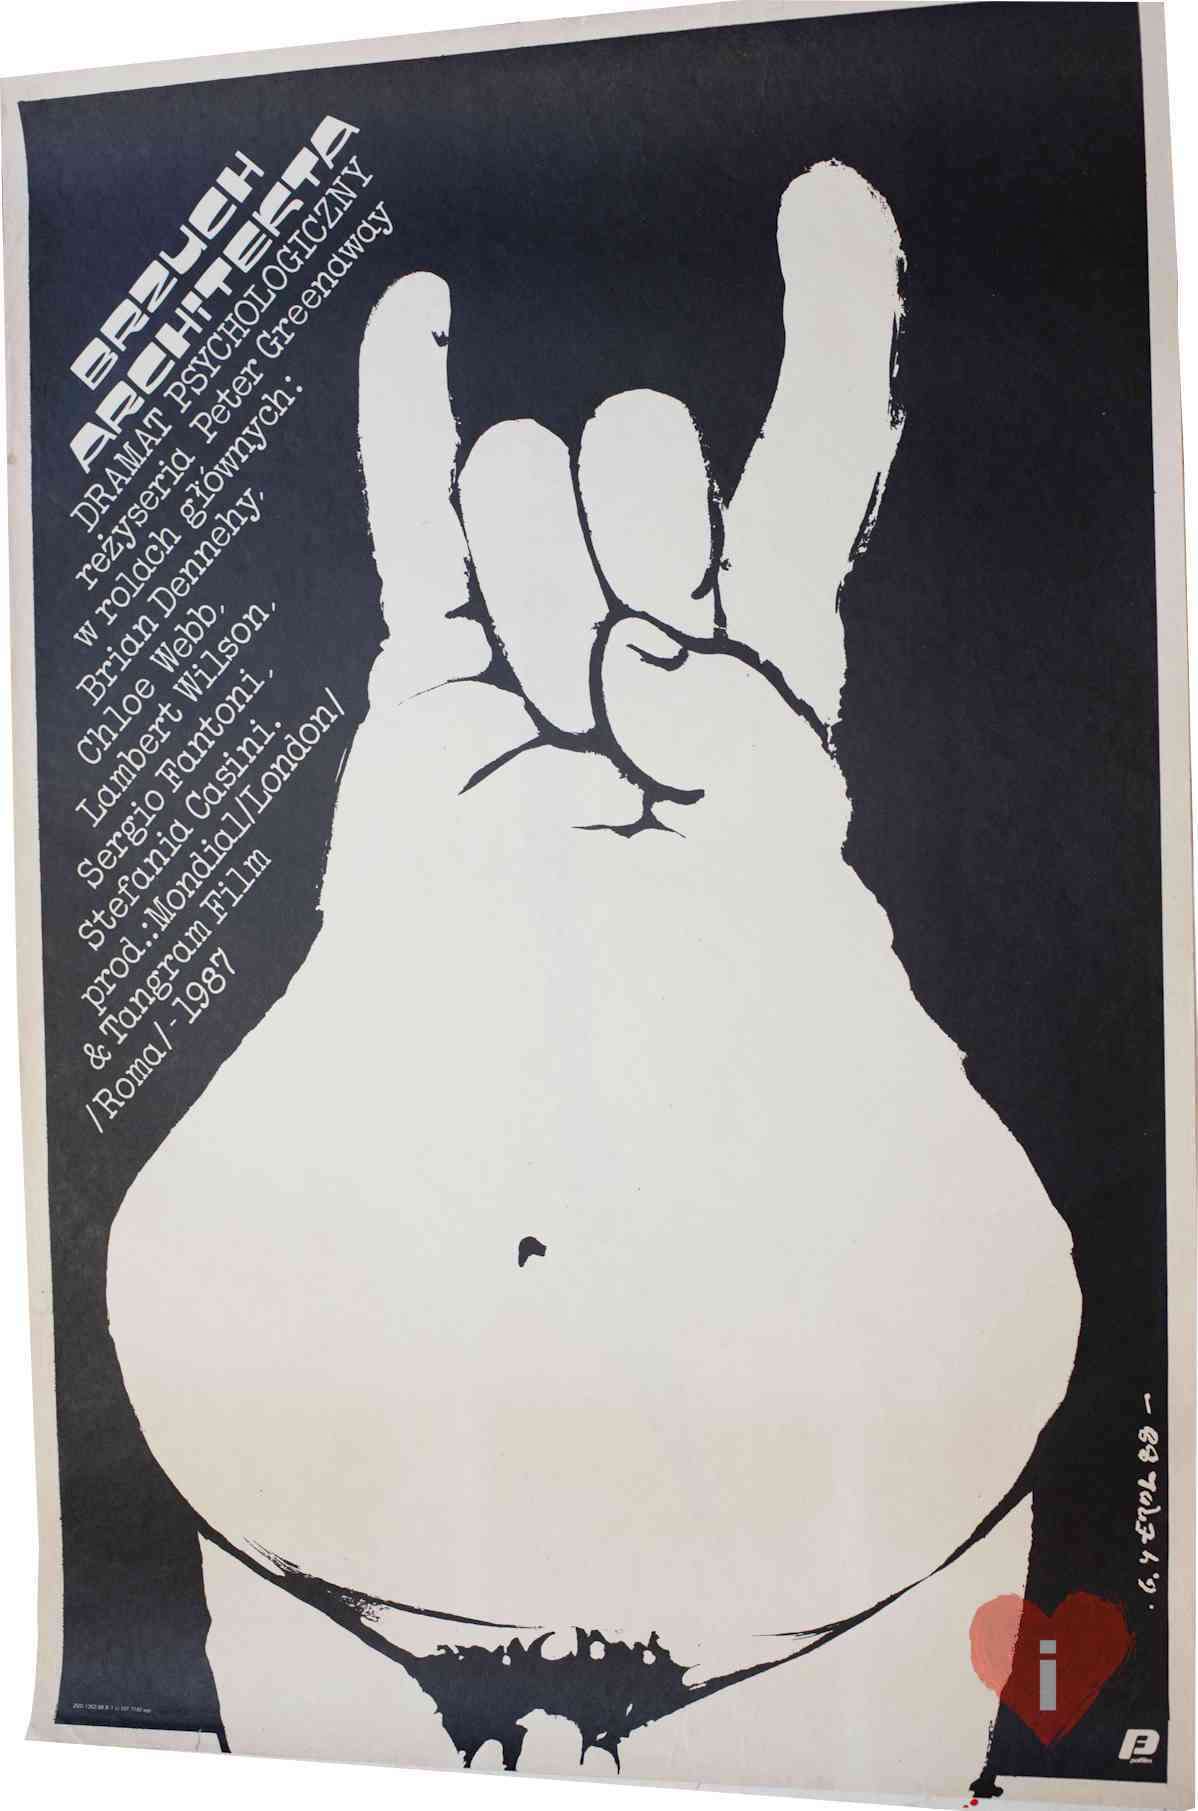 BRZUCH
ARCHITEKTA
DRAMAT PSYCHOLOGICZNY
reżyseria Peter Greenaway
w rolach głównych:
Brian Dennehy,
Chloe Webb,
Lambert Wilson,
Sergio Fantoni,
Stefania Casini.
prod.:Mondial/London/
& Tangram Film
/Roma/-1987
i
polfilm